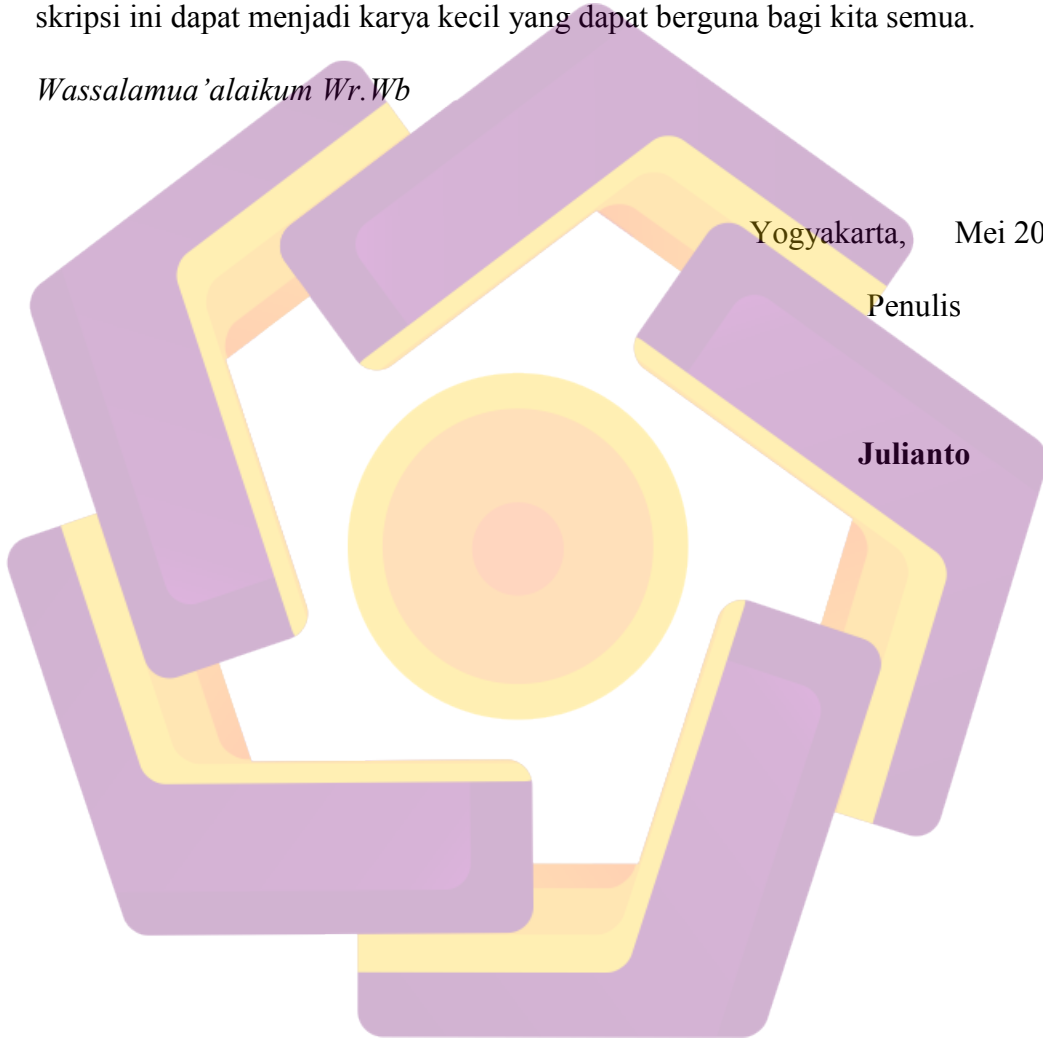 skripsi ini dapat menjadi karya kecil yang dapat berguna bagi kita semua.
Wassalamua’alaikum Wr.Wb
Yogyakarta, Mei 20
Penulis
Julianto